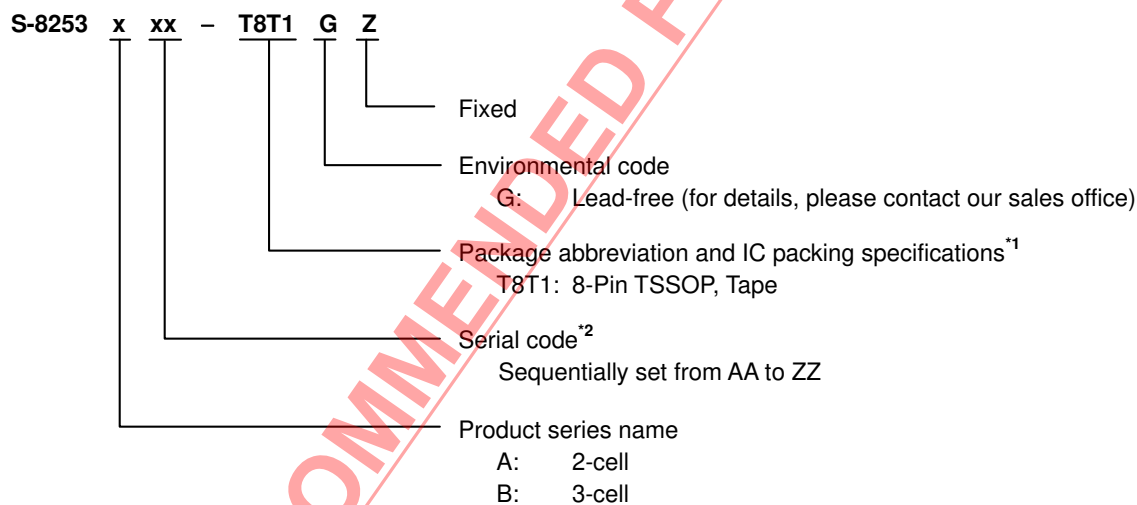 S-8253 x xx – T8T1 G Z
Fixed
Environmental code
G: Lead-free (for details, please contact our sales office)
Package abbreviation and IC packing specifications*1
T8T1: 8-Pin TSSOP, Tape
Serial code*2
Sequentially set from AA to ZZ
Product series name
A: 2-cell
B: 3-cell
OMMENDED F